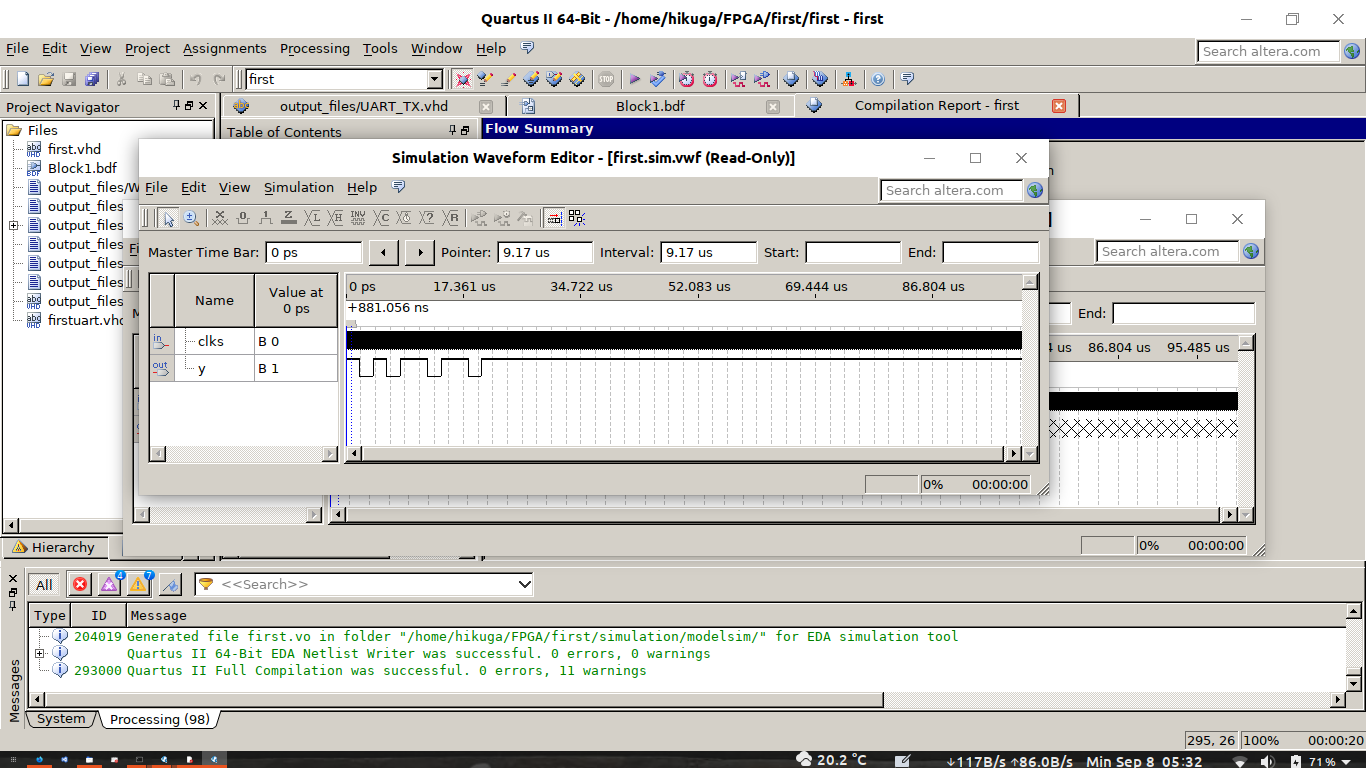 Quartus II 64-Bit - /home/hikuga/FPGA/first/first - first
File Edit View Project Assignments Processing Tools Window Help
Search altera.com
first
Project Navigator
output_files/UART_TX.vhd
Block1.bdf
Compilation Report - first
Files
Table of Contents
Flow Summary
first.vhd
Block1.bdf
output_files/W
output_files
output_files
output_files
output_files
output_files
output_files
firstuart.vhd
Simulation Waveform Editor - [first.sim.vwf (Read-Only)]
File Edit View Simulation Help
Search altera.com
Master Time Bar: 0 ps Pointer: 9.17 us Interval: 9.17 us Start: End:
Name Value at 0 ps
0 ps 17.361 us 34.722 us 52.083 us 69.444 us 86.804 us
+881.056 ns
in clks B 0
out y B 1
0% 00:00:00
Search altera.com
End:
4 us 86.804 us 95.485 us
0% 00:00:00
Hierarchy
All 4 7 <<Search>>
Type ID Message
204019 Generated file first.vo in folder "/home/hikuga/FPGA/first/simulation/modelsim/" for EDA simulation tool
Quartus II 64-Bit EDA Netlist Writer was successful. 0 errors, 0 warnings
293000 Quartus II Full Compilation was successful. 0 errors, 11 warnings
Messages
System Processing (98)
295, 26 100% 00:00:20
20.2 °C ↓117B/s ↑86.0B/s Min Sep 8 05:32 71%